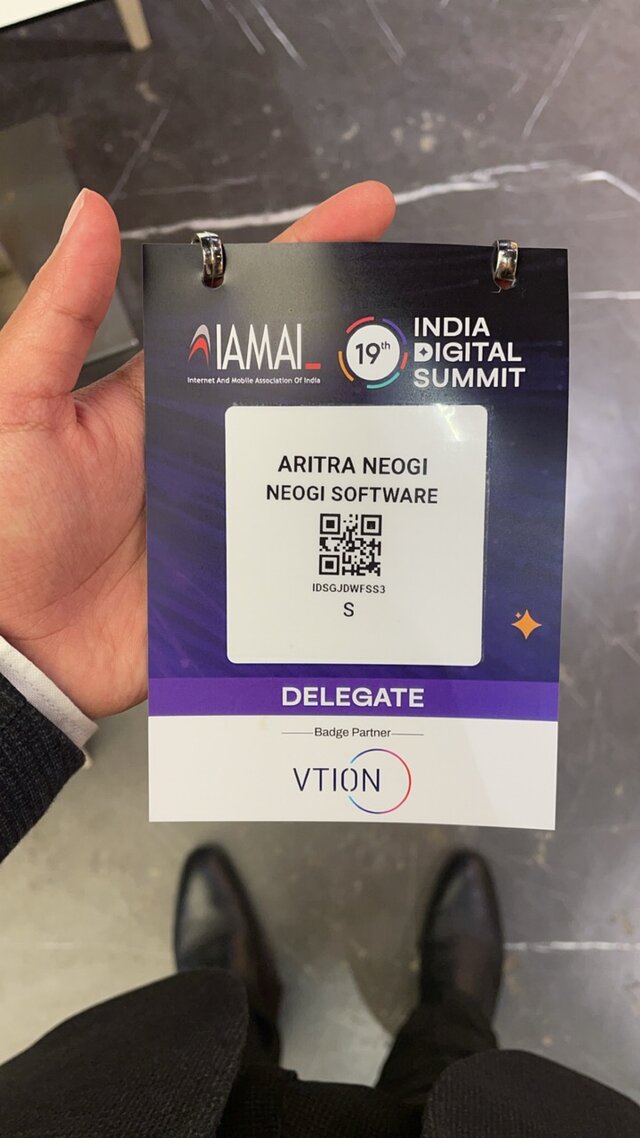 IAMAI
Internet And Mobile Association Of India
19th
INDIA
DIGITAL
SUMMIT
ARITRA NEOGI
NEOGI SOFTWARE
IDSGJDWFSS3
S
DELEGATE
Badge Partner
VTION